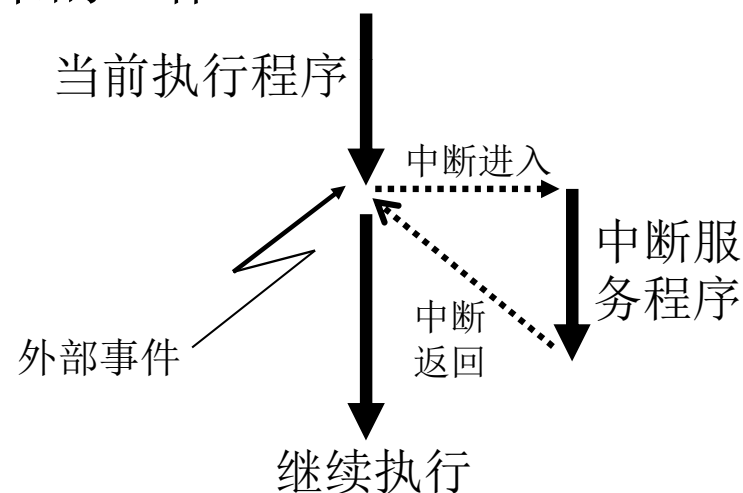 当前执行程序
中断进入
中断服
务程序
中断
返回
外部事件
继续执行